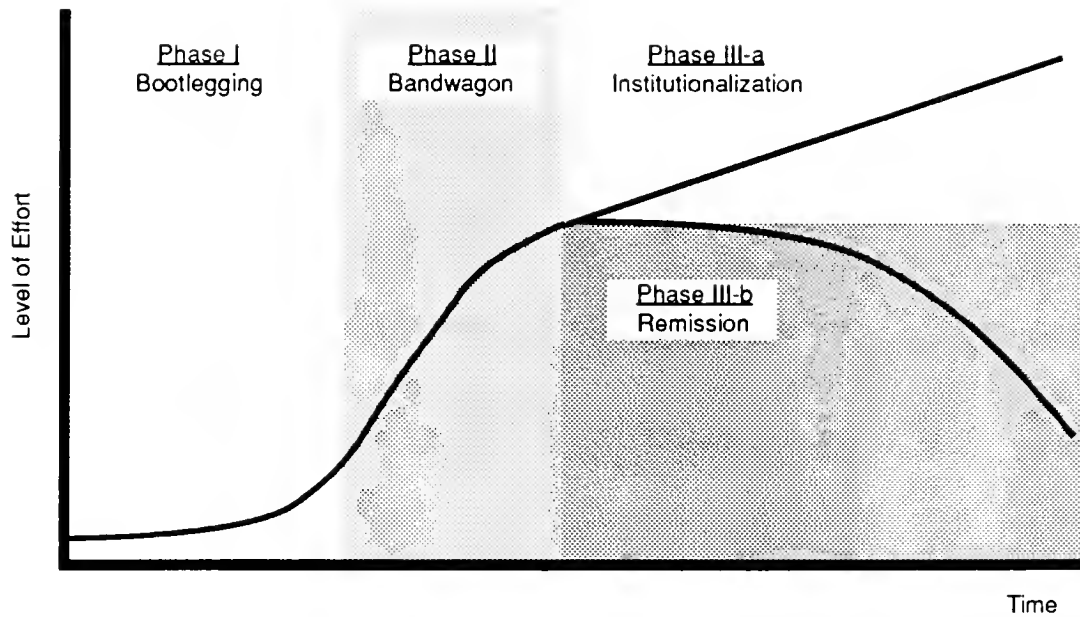 Phase I
Bootlegging
Phase II
Bandwagon
Phase III-a
Institutionalization
Level of Effort
Phase III-b
Remission
Time